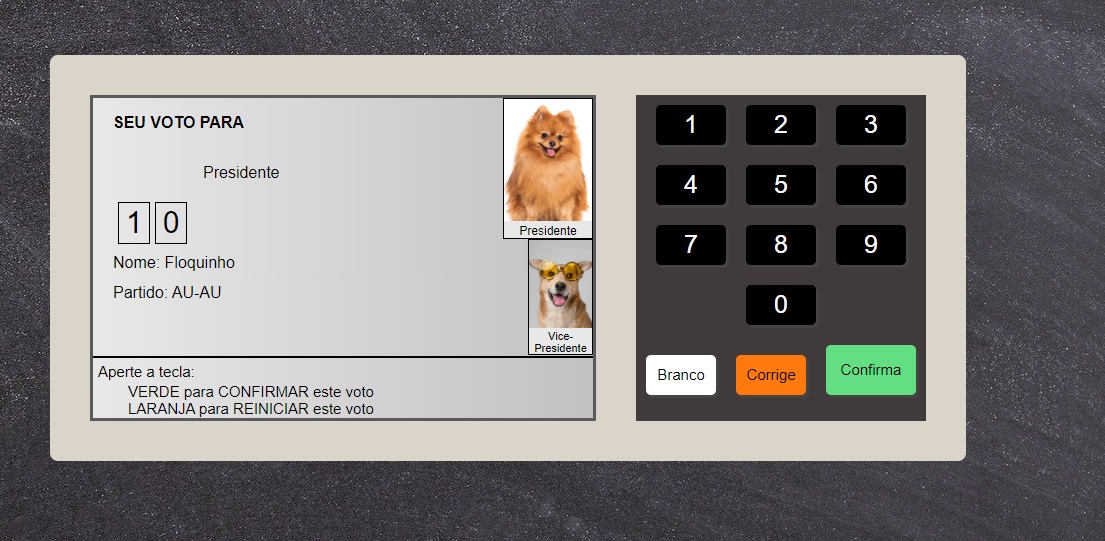 SEU VOTO PARA
Presidente
1 0
Nome: Floquinho
Partido: AU-AU
Presidente
Vice-
Presidente
Aperte a tecla:
VERDE para CONFIRMAR este voto
LARANJA para REINICIAR este voto
1 2 3
4 5 6
7 8 9
0
Branco Corrige Confirma